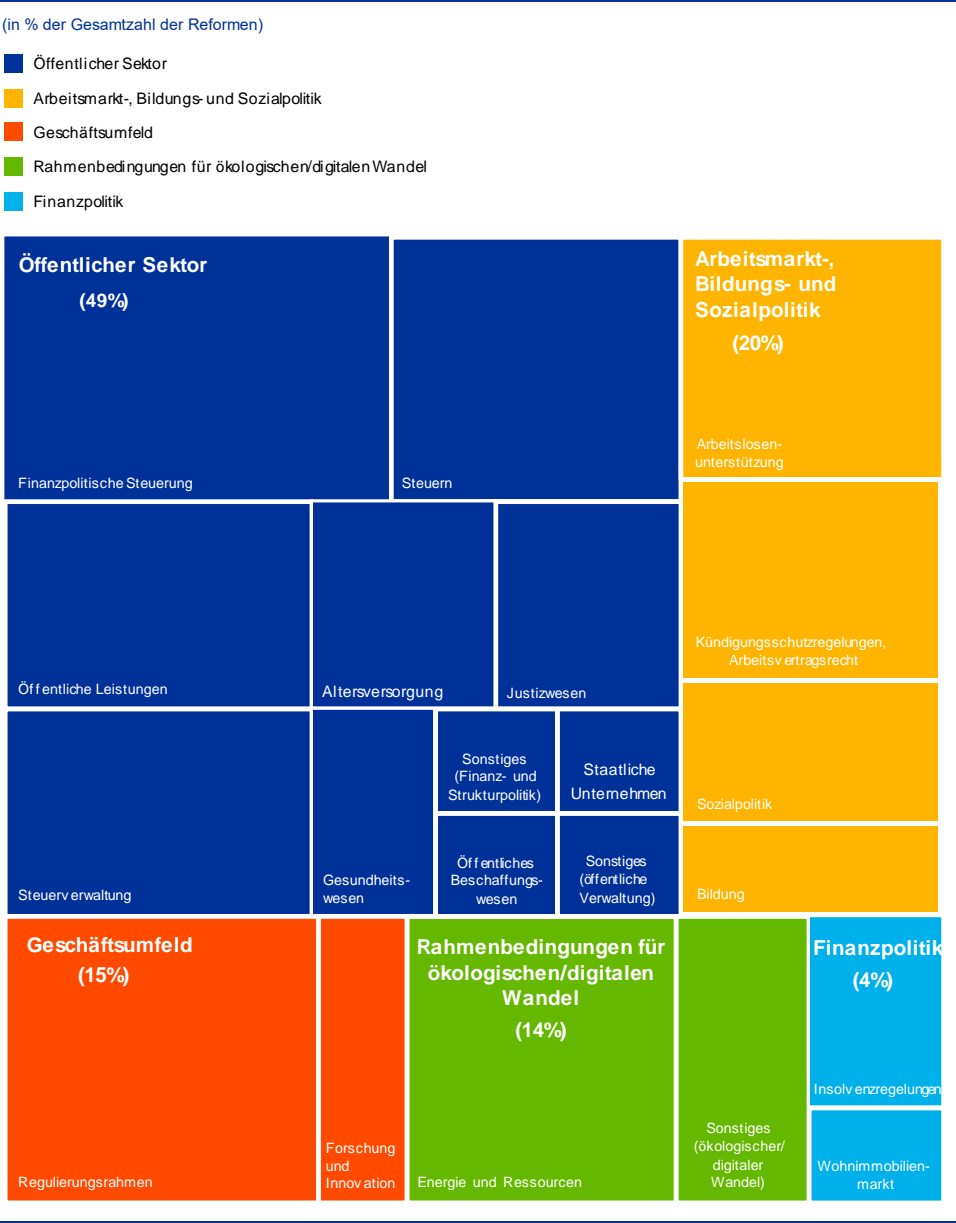 (in % der Gesamtzahl der Reformen)
Öffentlicher Sektor
Arbeitsmarkt-, Bildungs- und Sozialpolitik
Geschäftsumfeld
Rahmenbedingungen für ökologischen/digitalen Wandel
Finanzpolitik
Öffentlicher Sektor
(49%)
Finanzpolitische Steuerung
Steuern
Arbeitsmarkt-,
Bildungs- und
Sozialpolitik
(20%)
Arbeitslosen-
unterstützung
Öffentliche Leistungen
Altersversorgung
Justizwesen
Kündigungsschutzregelungen,
Arbeitsvertragsrecht
Steuerverwaltung
Gesundheits-
wesen
Sonstiges
(Finanz- und
Strukturpolitik)
Staatliche
Unternehmen
Öffentliches
Beschaffungs-
wesen
Sonstiges
(öffentliche
Verwaltung)
Sozialpolitik
Bildung
Geschäftsumfeld
(15%)
Regulierungsrahmen
Forschung
und
Innovation
Rahmenbedingungen für
ökologischen/digitalen
Wandel
(14%)
Energie und Ressourcen
Sonstiges
(ökologischer/
digitaler
Wandel)
Finanzpolitik
(4%)
Insolvenzregelungen
Wohnimmobilien-
markt